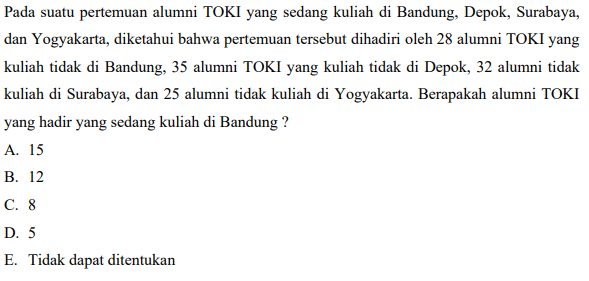 Pada suatu pertemuan alumni TOKI yang sedang kuliah di Bandung, Depok, Surabaya,
dan Yogyakarta, diketahui bahwa pertemuan tersebut dihadiri oleh 28 alumni TOKI yang
kuliah tidak di Bandung, 35 alumni TOKI yang kuliah tidak di Depok, 32 alumni tidak
kuliah di Surabaya, dan 25 alumni tidak kuliah di Yogyakarta. Berapakah alumni TOKI
yang hadir yang sedang kuliah di Bandung ?
A. 15
B. 12
C. 8
D. 5
E. Tidak dapat ditentukan